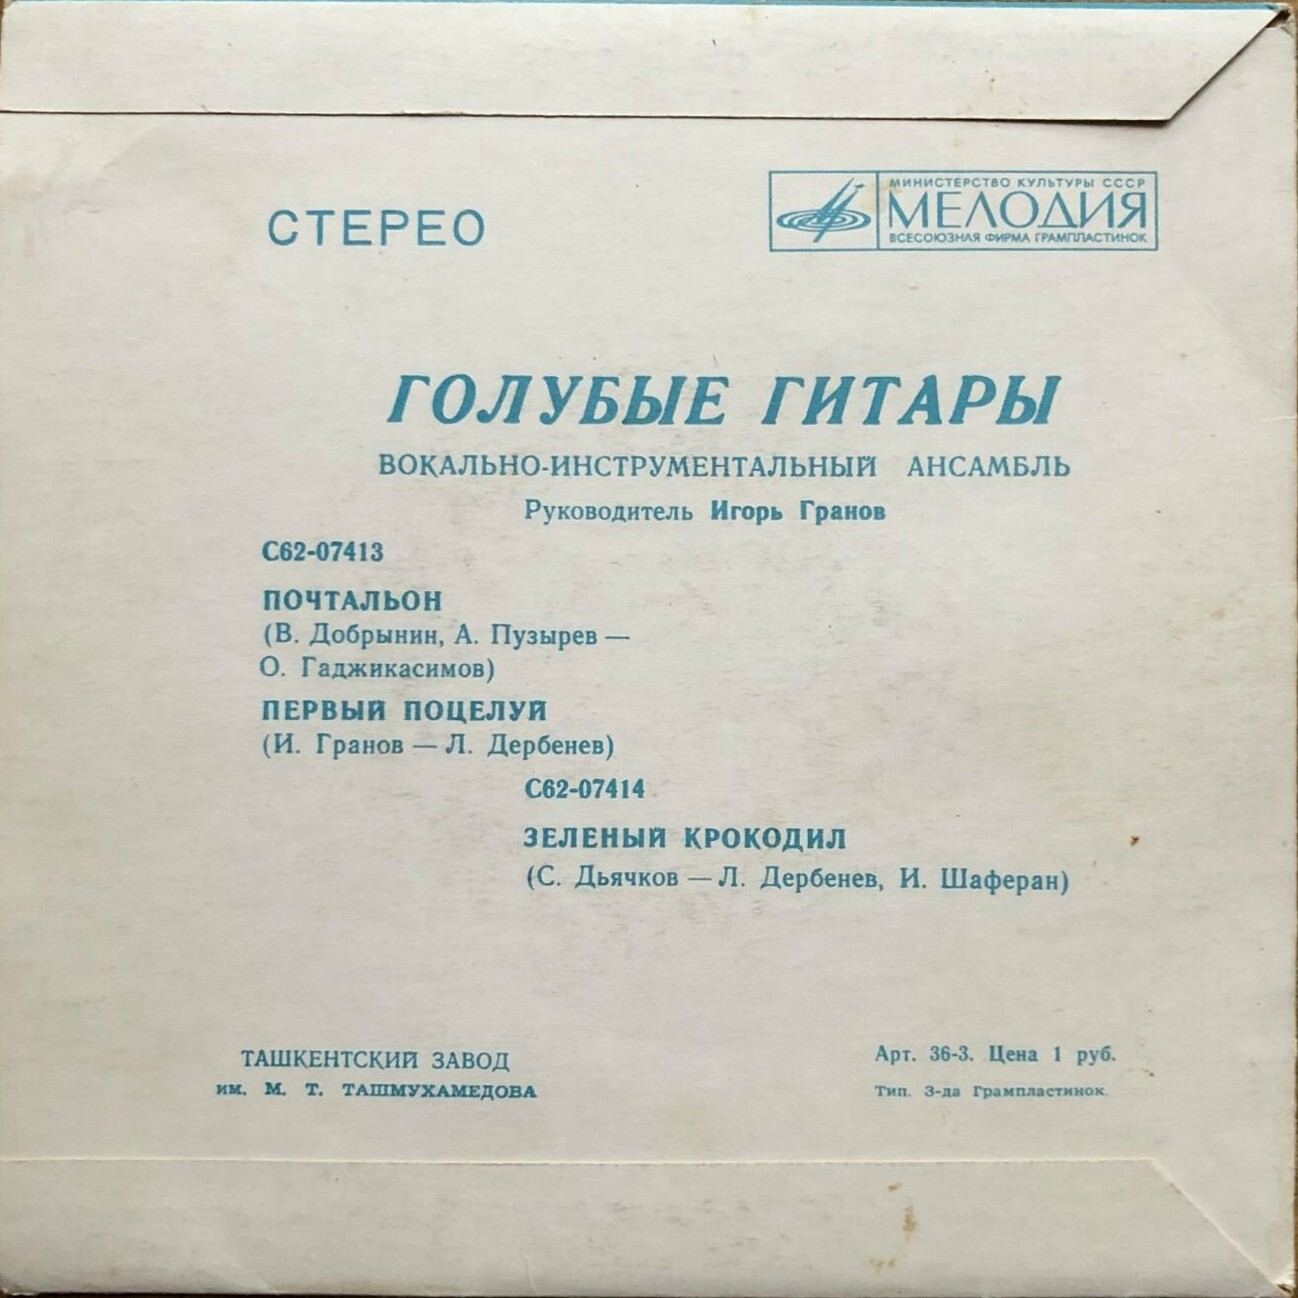 СТЕРЕО
МИНИСТЕРСТВО КУЛЬТУРЫ СССР
МЕЛОДИЯ
ВСЕСОЮЗНАЯ ФИРМА ГРАМПЛАСТИНОК
ГОЛУБЫЕ ГИТАРЫ
ВОКАЛЬНО-ИНСТРУМЕНТАЛЬНЫЙ АНСАМБЛЬ
Руководитель Игорь Гранов
С62-07413
ПОЧТАЛЬОН
(В. Добрынин, А. Пузырев —
О. Гаджикасимов)
ПЕРВЫЙ ПОЦЕЛУЙ
(И. Гранов — Л. Дербенев)
С62-07414
ЗЕЛЕНЫЙ КРОКОДИЛ
(С. Дьячков — Л. Дербенев, И. Шаферан)
ТАШКЕНТСКИЙ ЗАВОД
им. М. Т. ТАШМУХАМЕДОВА
Арт. 36-3. Цена 1 руб.
Тип. З-да Грампластинок.